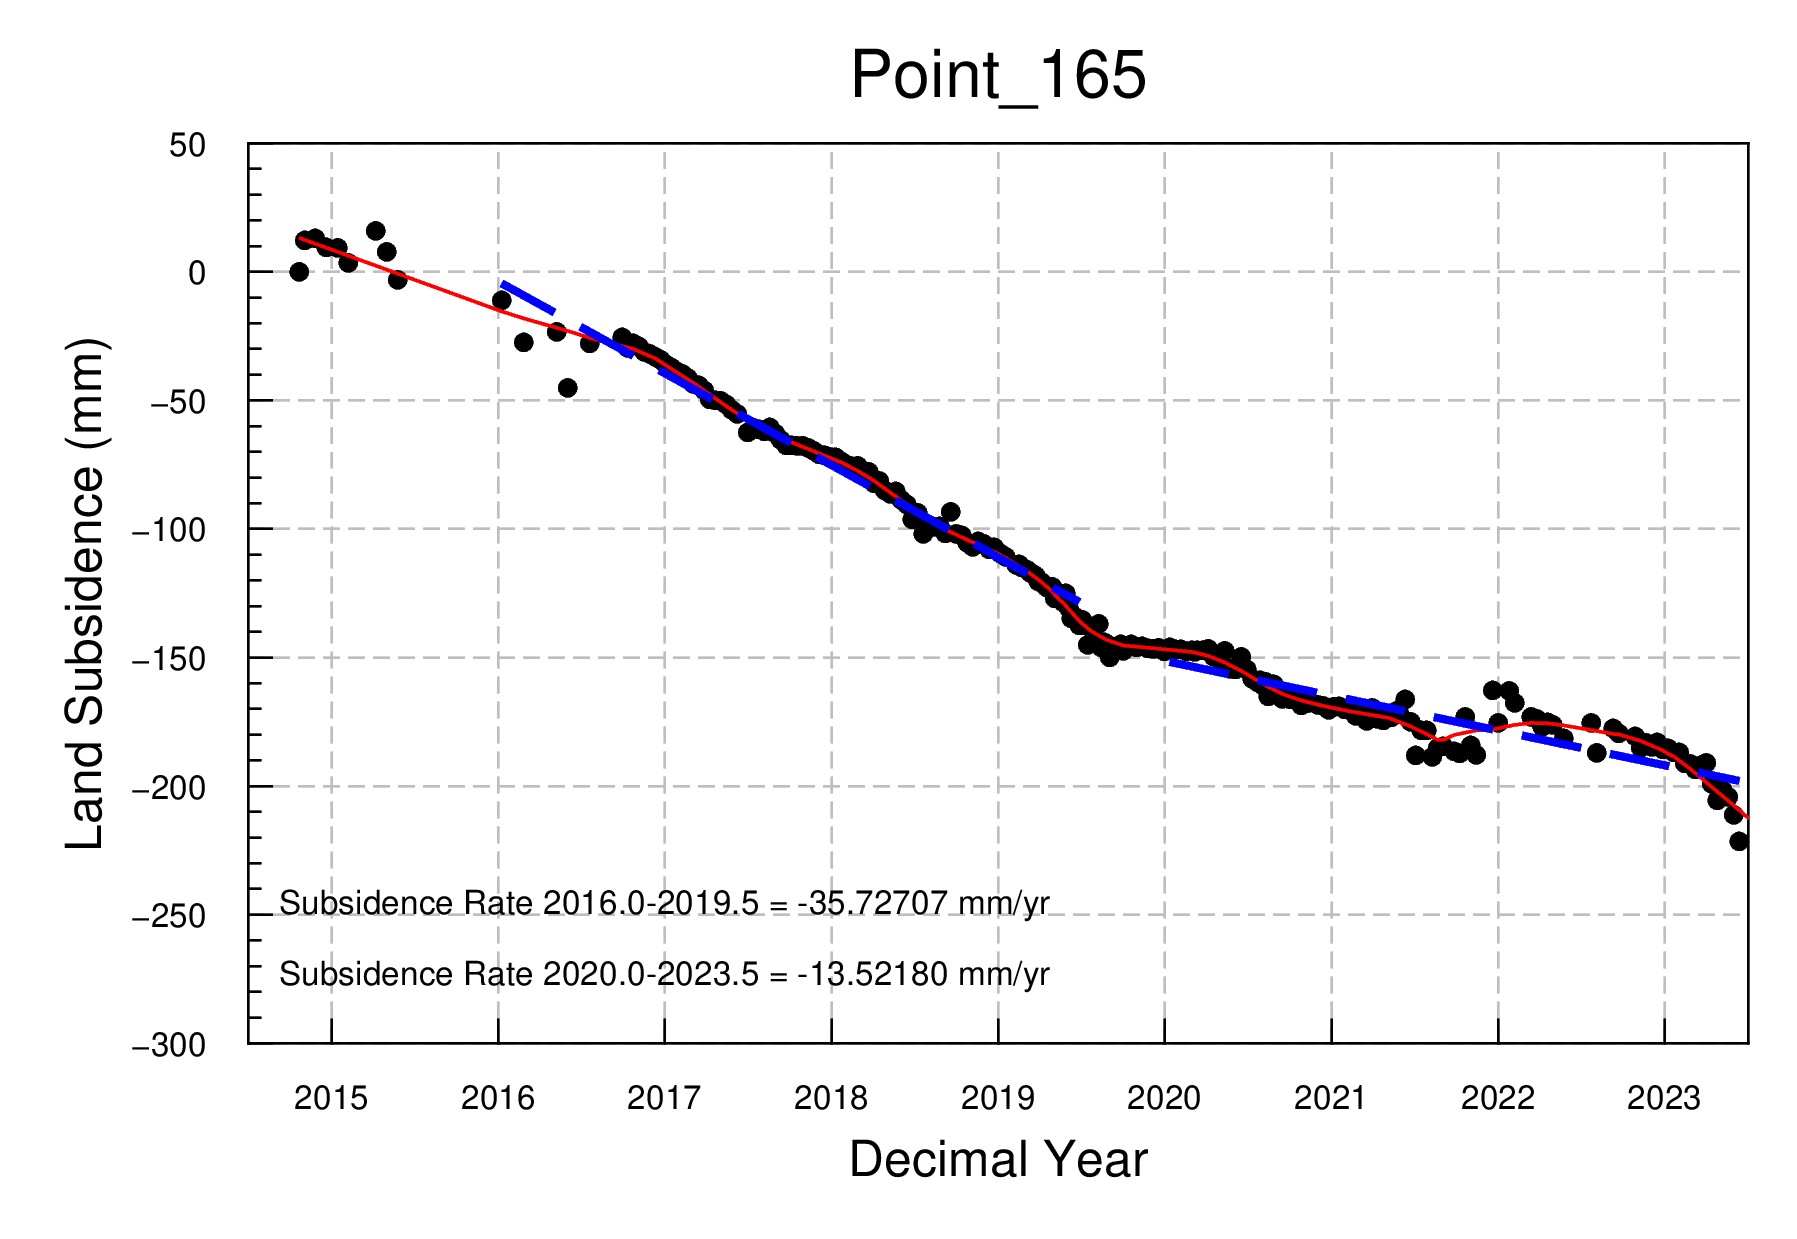 Point_165
50
0
−50
−100
−150
−200
−250
−300
Land Subsidence (mm)
Subsidence Rate 2016.0-2019.5 = -35.72707 mm/yr
Subsidence Rate 2020.0-2023.5 = -13.52180 mm/yr
2015 2016 2017 2018 2019 2020 2021 2022 2023
Decimal Year